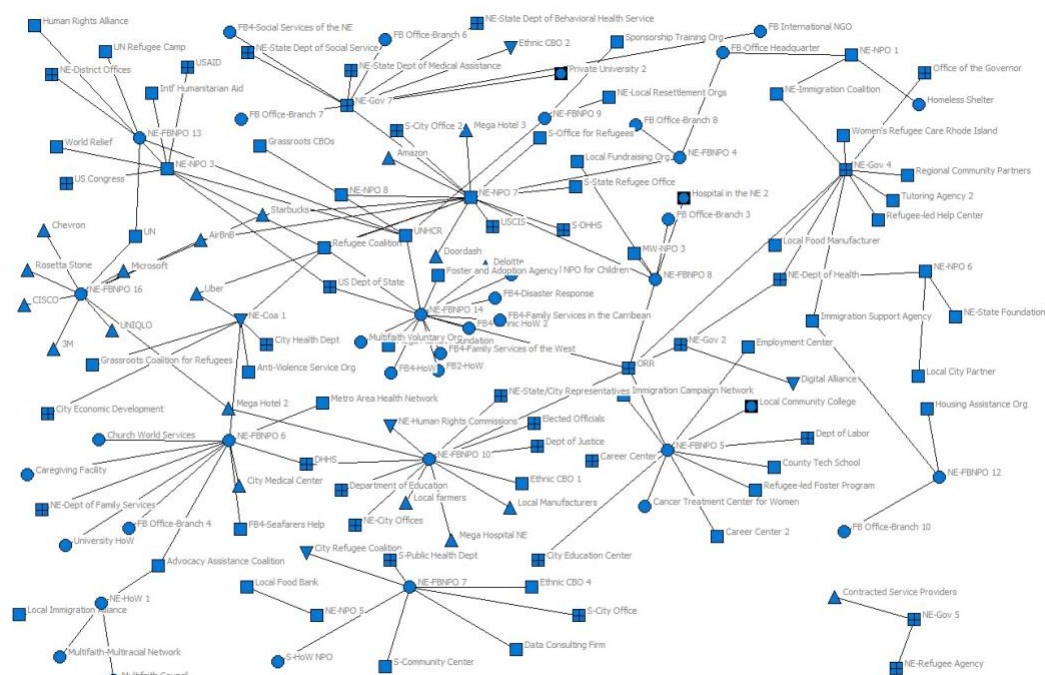 Human Rights Alliance
FB4-Social Services of the NE
NE-State Dept of Behavioral Health Service
FB International NGO
UN Refugee Camp
NE-State Dept of Social Service
FB Office-Branch 6
Ethnic CBO 2
Sponsorship Training Org
FB-Office Headquarter
NE-NPO 1
NE-District Offices
USAID
NE-State Dept of Medical Assistance
Private University 2
Office of the Governor
Int'l Humanitarian Aid
NE-Gov 7
NE-Local Resettlement Orgs
NE-Immigration Coalition
Homeless Shelter
FB Office-Branch 7
NE-FBNPO 9
FB Office-Branch 8
NE-FBNPO 13
S-City Office 2
Mega Hotel 3
S-Office for Refugees
Women's Refugee Care Rhode Island
World Relief
Grasstools CBOs
Amazon
Local Fundraising Org
NE-FBNPO 4
NE-NPO 3
NE-Gov 4
Regional Community Partners
US Congress
NE-NPO 8
NE-NPO 7
S-State Refugee Office
Hospital in the NE 2
Tutoring Agency 2
Starbucks
FB Office-Branch 3
Refugee-led Help Center
Chevron
USCIS
S-DHHS
UN
AirBnB
Refugee Coalition
UNHCR
Local Food Manufacturer
Doordash
MW-NPO 3
Rosetta Stone
Microsoft
Deloitte
Foster and Adoption Agency
NPO for Children
NE-FBNPO 8
NE-Dept of Health
NE-NPO 6
NE-FBNPO 16
Uber
US Dept of State
CISCO
FB4-Disaster Response
NE-FBNPO 14
FB4-Family Services in the Carribean
NE-Coa 1
Immigration Support Agency
NE-State Foundation
UNIQLO
FB4-Ethnic HoW 2
3M
City Health Dept
Multifaith Voluntary Org
NE-Gov 2
Employment Center
FB4-Family Services of the West
Grassroots Coalition for Refugees
Anti-Violence Service Org
FB4-HoW
FB2-HoW
ORR
Local City Partner
Digital Alliance
NE-State/City Representatives
Immigration Campaign Network
City Economic Development
Mega Hotel 2
Metro Area Health Network
Local Community College
Housing Assistance Org
NE-Human Rights Commissions
Elected Officials
Church World Services
NE-FBNPO 6
Dept of Justice
Dept of Labor
NE-FBNPO 5
DHHS
NE-FBNPO 10
Career Center
County Tech School
Caregiving Facility
City Medical Center
Department of Education
Ethnic CBO 1
Refugee-led Foster Program
NE-FBNPO 12
NE-Dept of Family Services
Local farmers
Local Manufacturers
Cancer Treatment Center for Women
FB Office-Branch 4
FB4-Seafarers Help
NE-City Offices
Career Center 2
FB Office-Branch 10
University HoW
Mega Hospital NE
City Refugee Coalition
S-Public Health Dept
City Education Center
Advocacy Assistance Coalition
Local Food Bank
NE-FBNPO 7
Ethnic CBO 4
NE-HoW 1
Contracted Service Providers
Local Immigration Alliance
NE-NPO 5
S-City Office
NE-Gov 5
Multifaith-Multiracial Network
S-HoW NPO
Data Consulting Firm
S-Community Center
NE-Refugee Agency
Multifaith Council